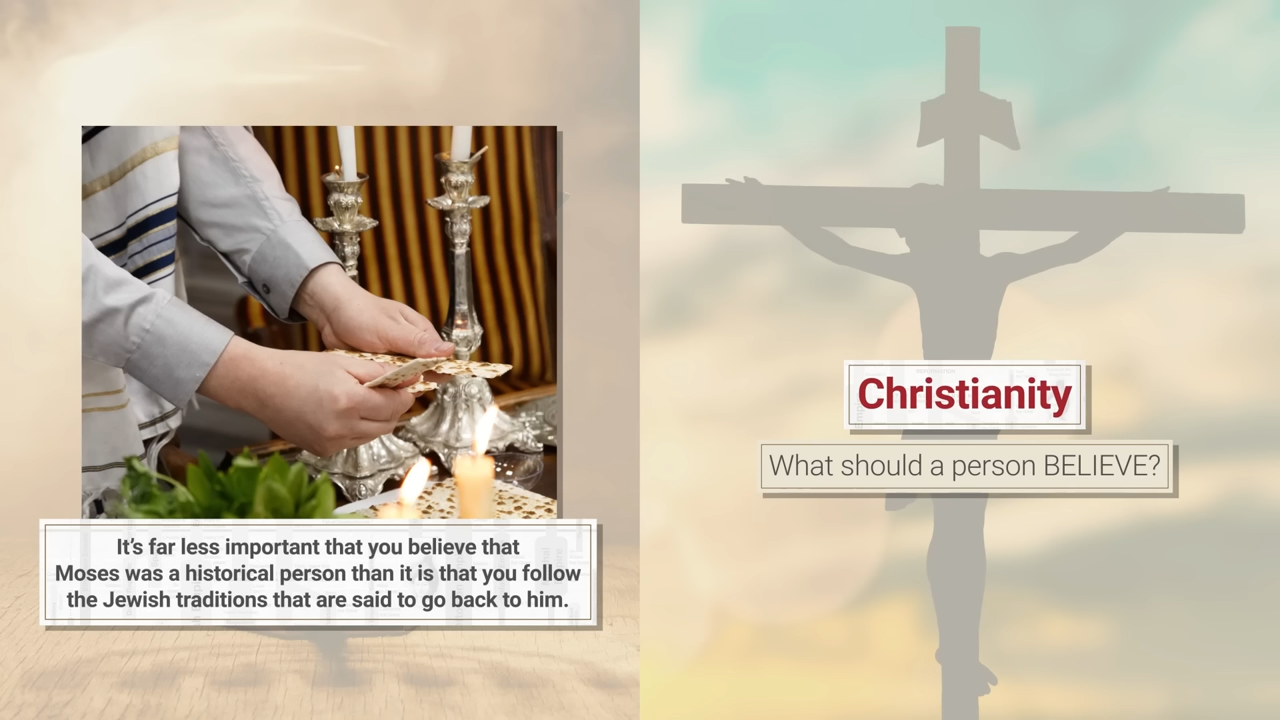 It’s far less important that you believe that
Moses was a historical person than it is that you follow
the Jewish traditions that are said to go back to him.
Christianity
What should a person BELIEVE?